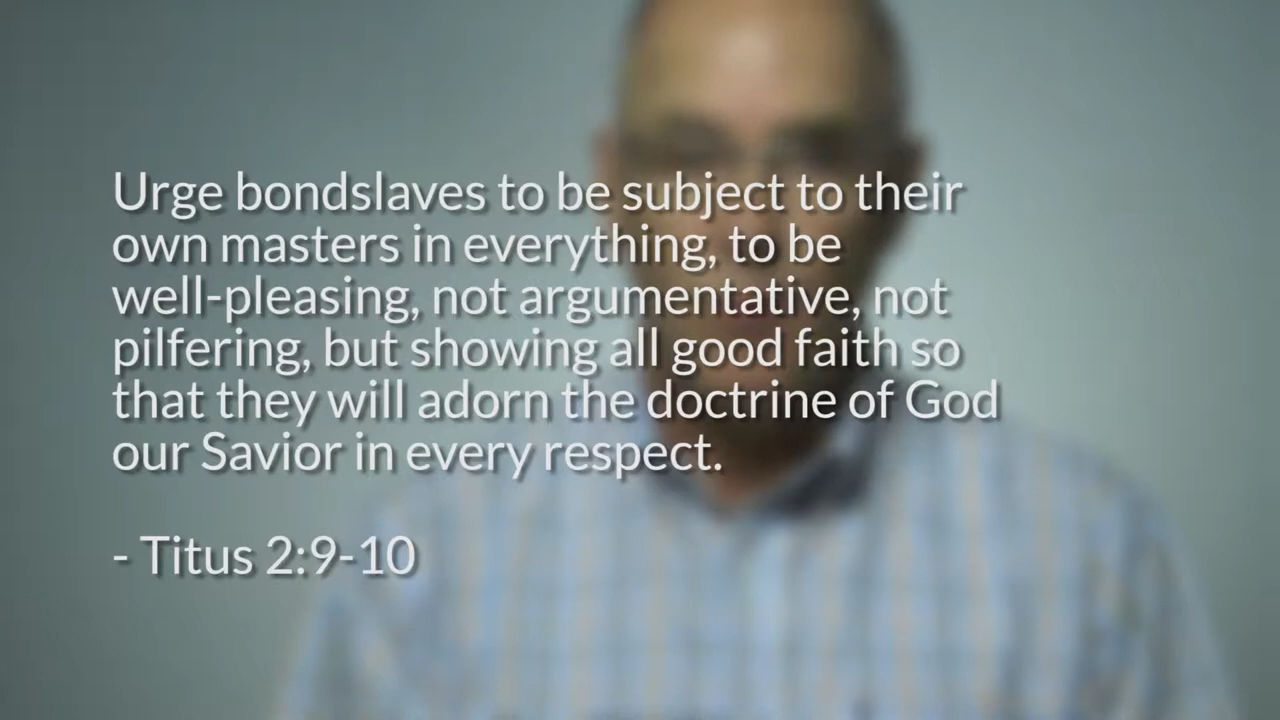 Urge bondslaves to be subject to their
own masters in everything, to be
well-pleasing, not argumentative, not
pilfering, but showing all good faith so
that they will adorn the doctrine of God
our Savior in every respect.
- Titus 2:9-10